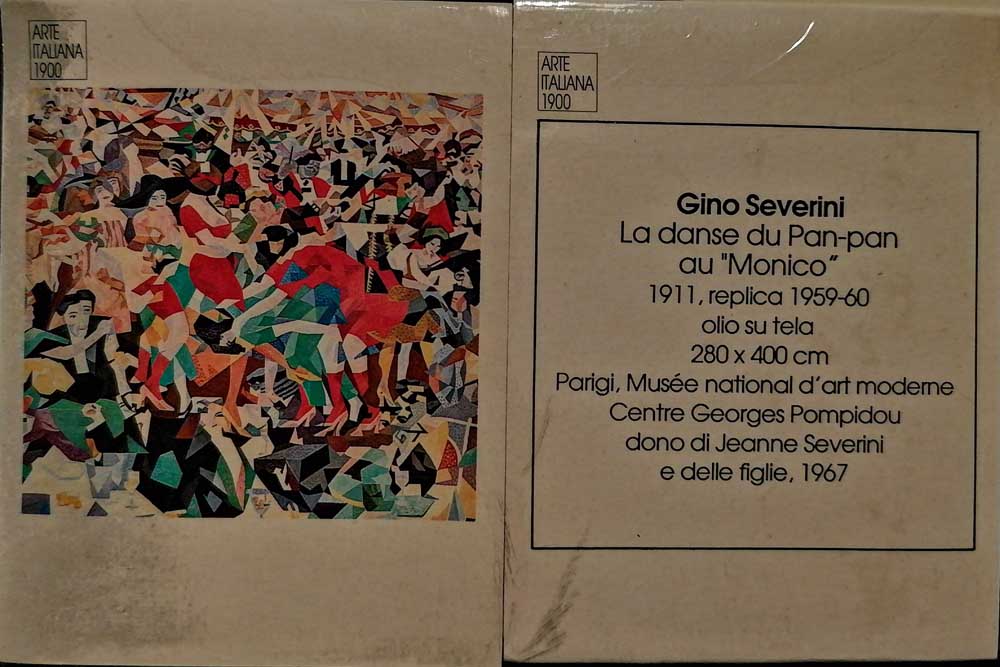 ARTE
ITALIANA
1900
ARTE
ITALIANA
1900
Gino Severini
La danse du Pan-pan
au "Monico"
1911, replica 1959-60
olio su tela
280 x 400 cm
Parigi, Musée national d'art moderne
Centre Georges Pompidou
dono di Jeanne Severini
e delle figlie, 1967